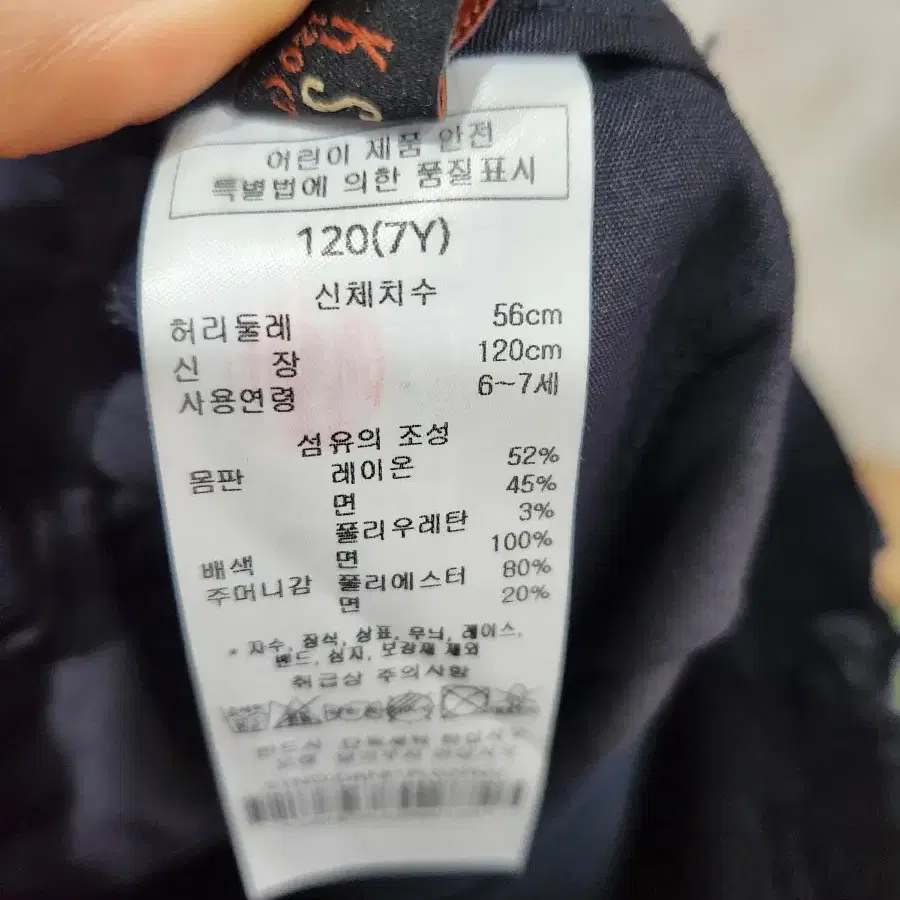 어린이 제품 안전
특별법에 의한 품질표시
120(7Y)
신체치수
허리둘레 56cm
신 장 120cm
사용연령 6~7세
섬유의 조성
몸판 레이온 52%
면 45%
폴리우레탄 3%
배색 면 100%
주머니감 폴리에스터 80%
면 20%
* 자수, 장식, 상표, 무늬, 레이스,
밴드, 심지, 보강재 제외
취급상 주의사항